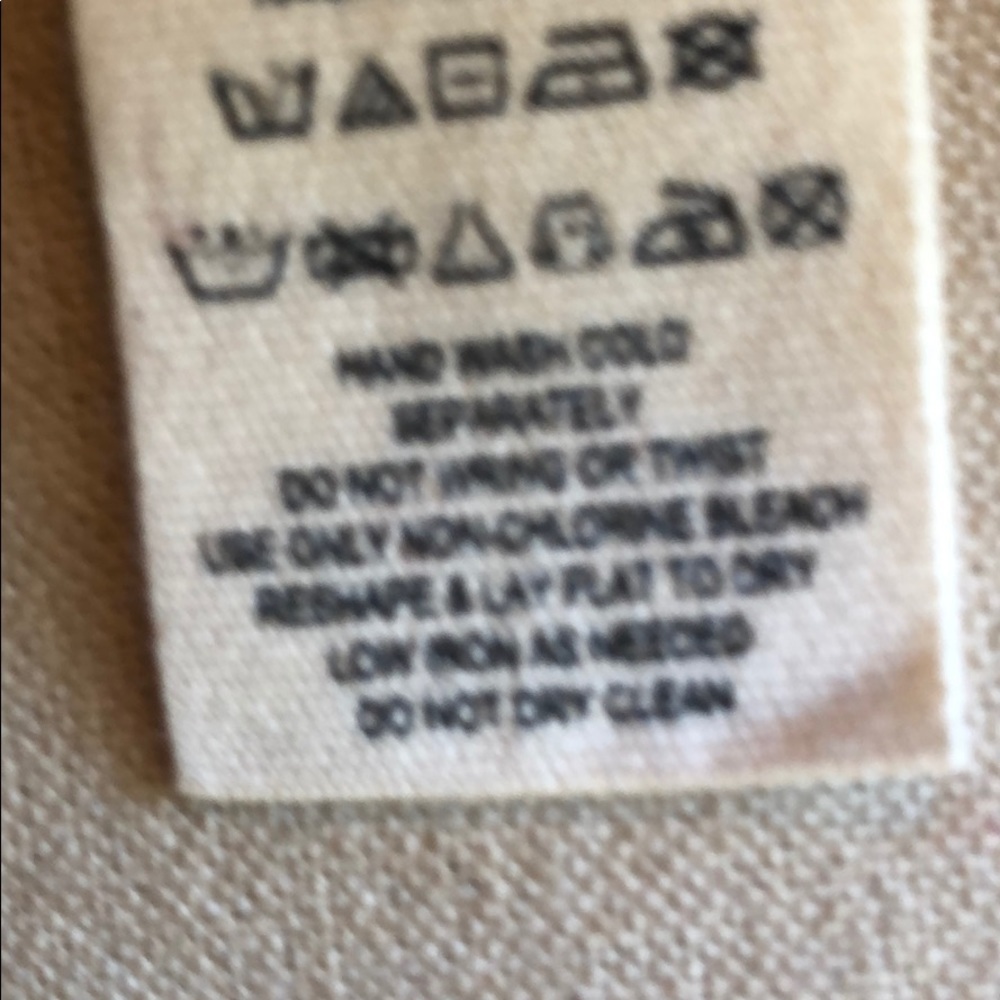 HAND WASH COLD
SEPARATELY
DO NOT WRING OR TWIST
USE ONLY NON-CHLORINE BLEACH
RESHAPE & LAY FLAT TO DRY
LOW IRON AS NEEDED
DO NOT DRY CLEAN